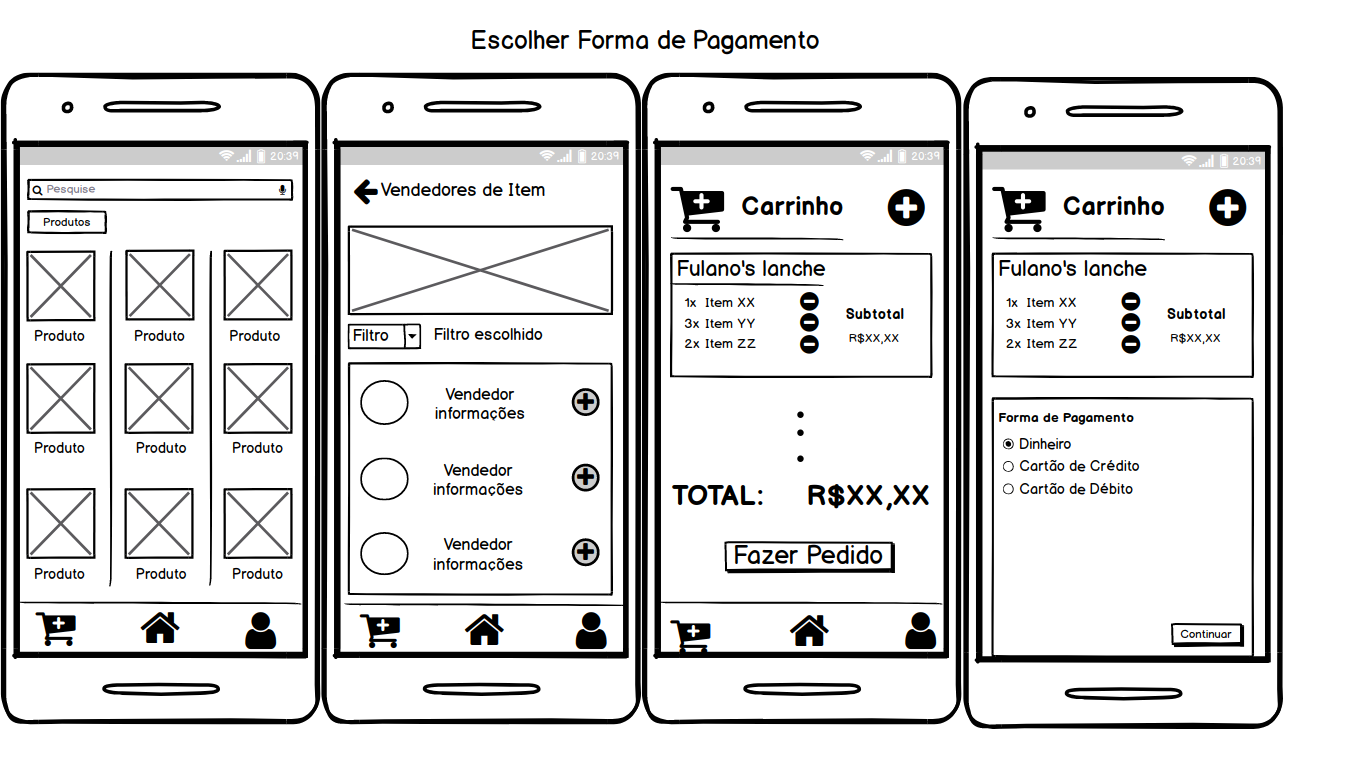 Escolher Forma de Pagamento
20:39
Pesquise
Produtos
Produto Produto Produto
Produto Produto Produto
Produto Produto Produto
20:39
Vendedores de Item
Filtro Filtro escolhido
Vendedor
informações
Vendedor
informações
Vendedor
informações
20:39
Carrinho
Fulano's lanche
1x Item XX
3x Item YY
2x Item ZZ
Subtotal
R$XX,XX
TOTAL: R$XX,XX
Fazer Pedido
20:39
Carrinho
Fulano's lanche
1x Item XX
3x Item YY
2x Item ZZ
Subtotal
R$XX,XX
Forma de Pagamento
Dinheiro
Cartão de Crédito
Cartão de Débito
Continuar